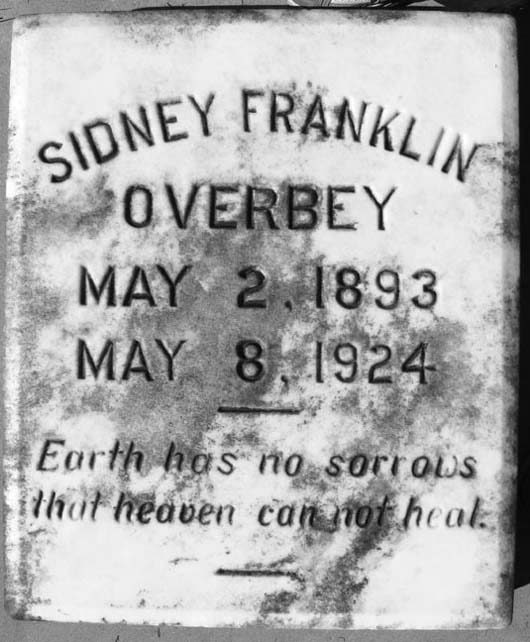 SIDNEY FRANKLIN
OVERBEY
MAY 2, 1893
MAY 8, 1924
Earth has no sorrows
that heaven can not heal.